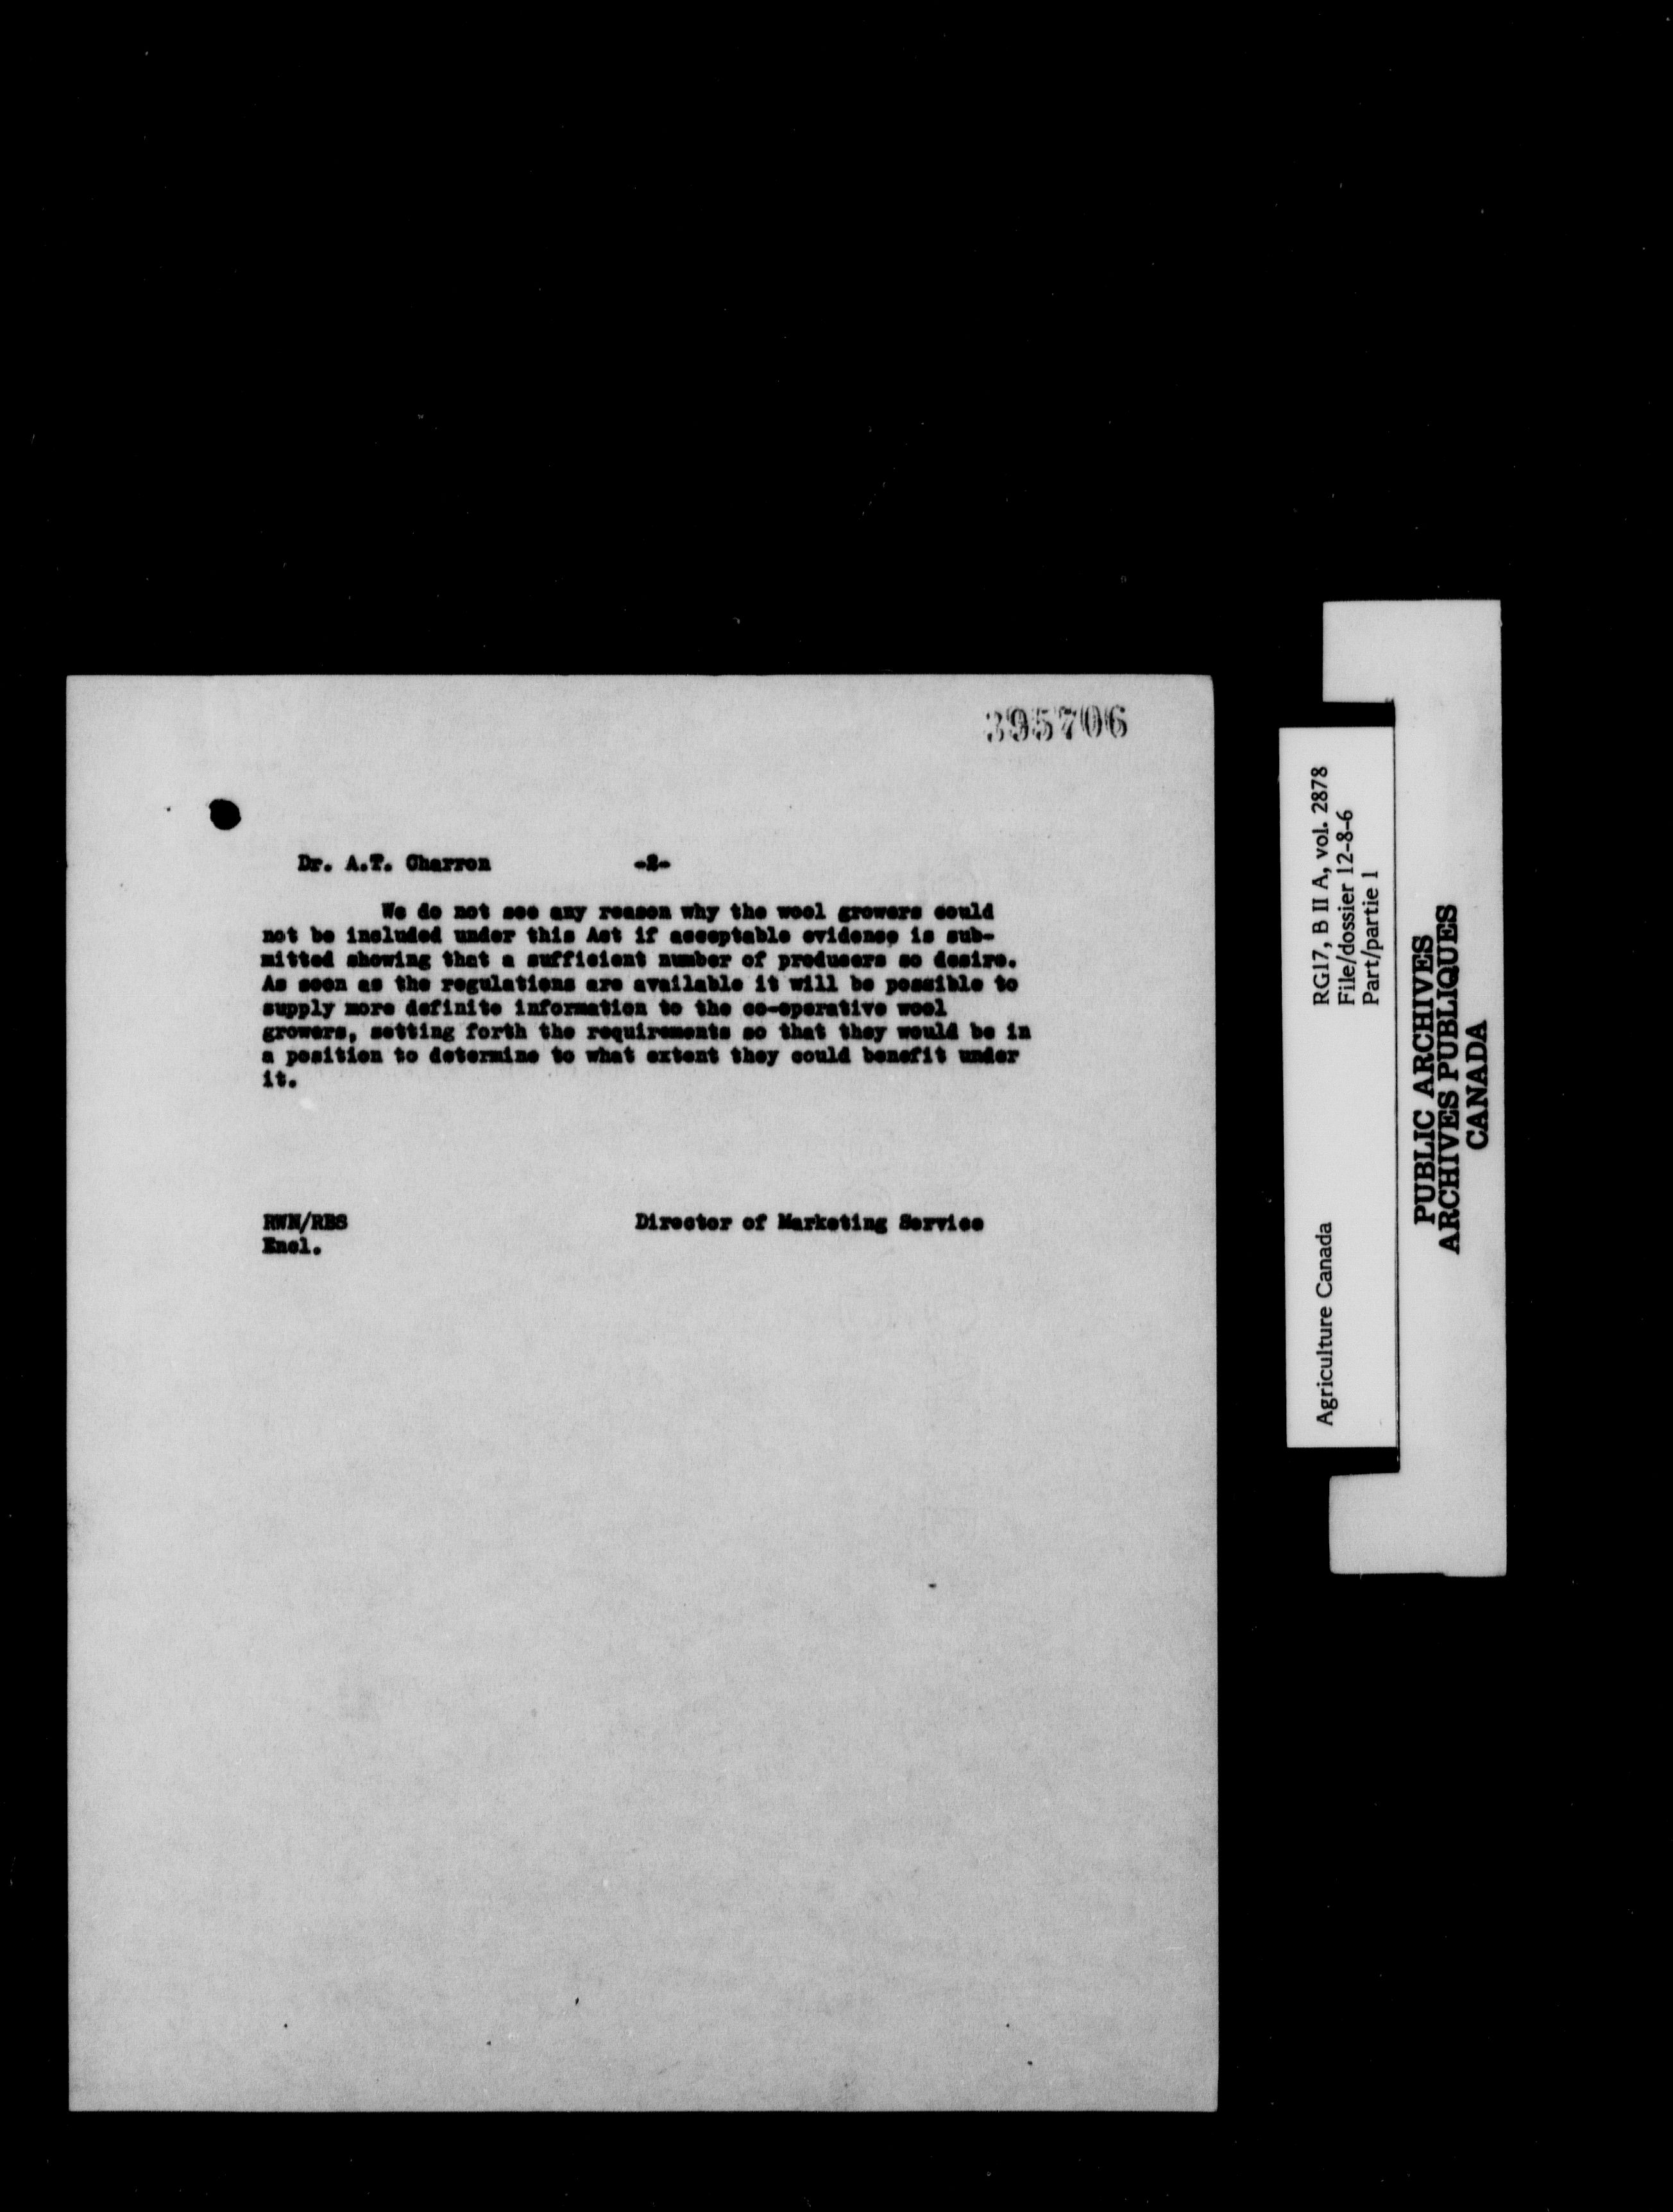 395706
Dr. A.T. Charron -2-
We do not see any reason why the wool growers could
not be included under this Act if acceptable evidence is sub-
mitted showing that a sufficient number of producers so desire.
As soon as the regulations are available it will be possible to
supply more definite information to the co-operative wool
growers, setting forth the requirements so that they would be in
a position to determine to what extent they could benefit under
it.
RWN/RES Director of Marketing Service
Encl.
Agriculture Canada RG17, B II A, vol. 2878
File/dossier 12-8-6
Part/partie 1
PUBLIC ARCHIVES
ARCHIVES PUBLIQUES
CANADA